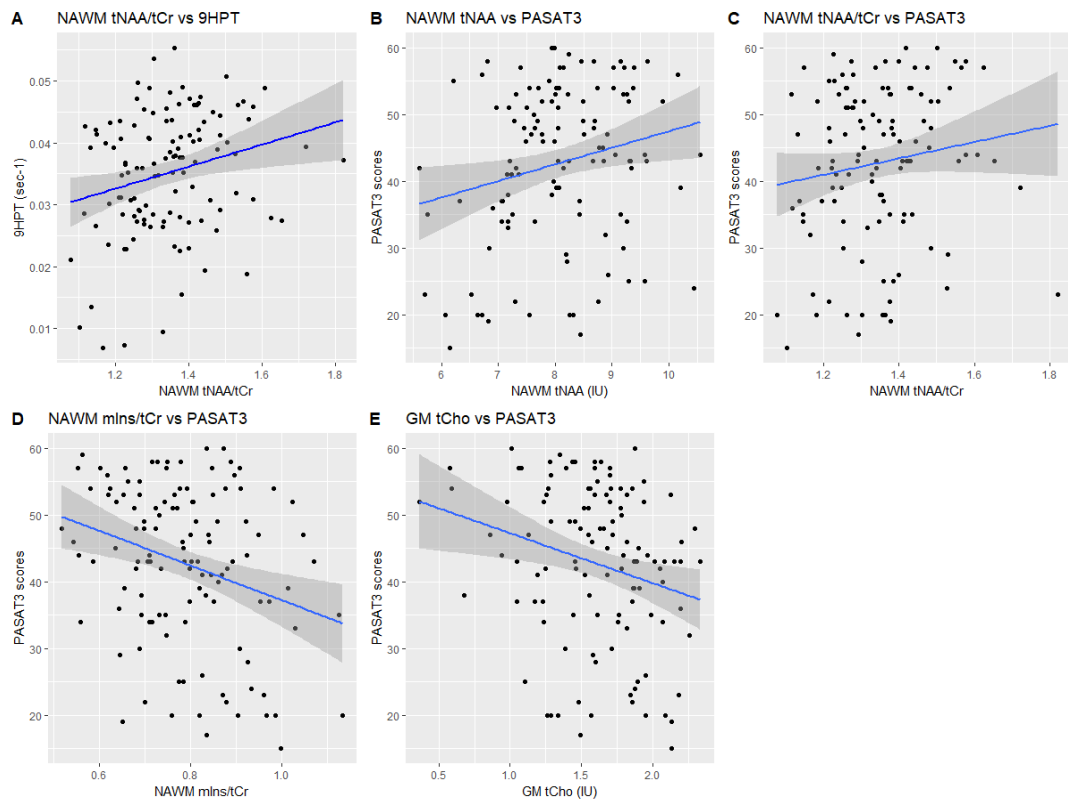 A NAWM tNAA/tCr vs 9HPT
9HPT (sec-1)
0.05
0.04
0.03
0.02
0.01
1.2 1.4 1.6 1.8
NAWM tNAA/tCr
B NAWM tNAA vs PASAT3
PASAT3 scores
60
50
40
30
20
6 7 8 9 10
NAWM tNAA (IU)
C NAWM tNAA/tCr vs PASAT3
PASAT3 scores
60
50
40
30
20
1.2 1.4 1.6 1.8
NAWM tNAA/tCr
D NAWM mIns/tCr vs PASAT3
PASAT3 scores
60
50
40
30
20
0.6 0.8 1.0
NAWM mIns/tCr
E GM tCho vs PASAT3
PASAT3 scores
60
50
40
30
20
0.5 1.0 1.5 2.0
GM tCho (IU)